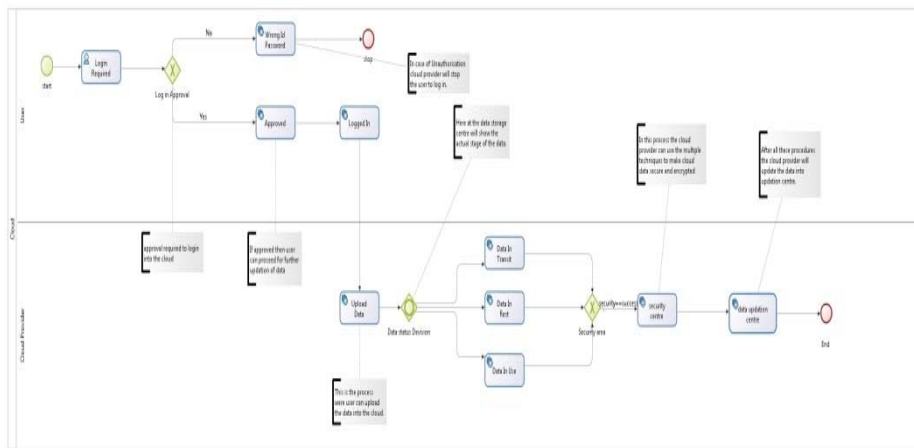 Cloud
User
Cloud Provider
start
Login
Required
Log in Approval
No
Yes
Wrong Id
Password
stop
Approved
Logged In
In case of Unauthorisation
cloud provider will stop
the user to log in.
Here at the data storage
centre will show the
actual stage of the data
In this process the cloud
provider can use the multiple
techniques to make cloud
data secure and encrypted
After all these procedures
the cloud provider will
update the data into
updation centre.
approval required to login
into the cloud
If approved then user
can proceed for further
updation of data
Upload
Data
Data status Devision
Data In
Transit
Data In
Rest
Data In Use
security==success
Security area
security
centre
data updation
centre
End
This is the process
were user can upload
the data into the cloud.